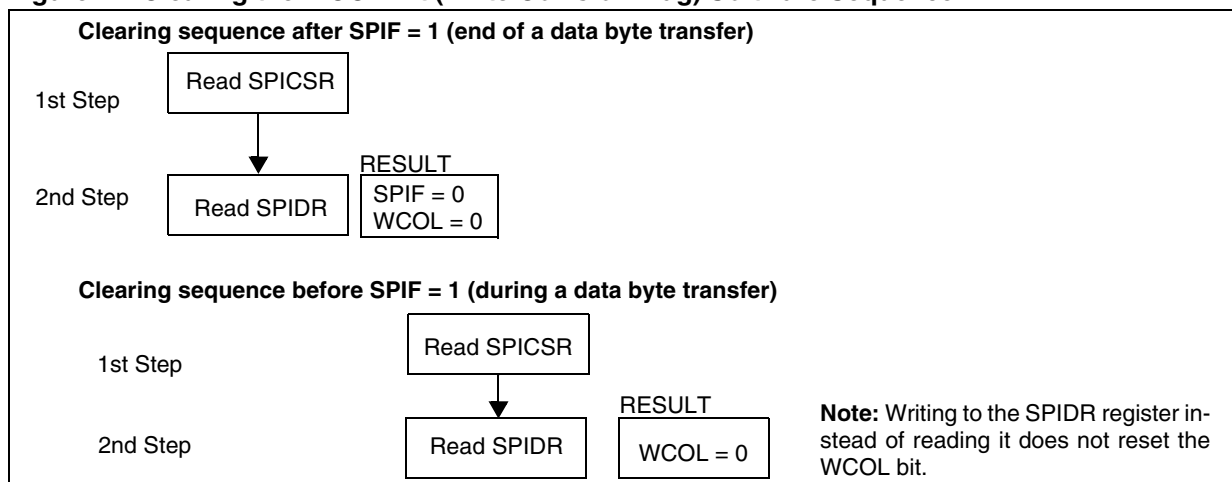 Clearing sequence after SPIF = 1 (end of a data byte transfer)
1st Step
Read SPICSR
2nd Step
Read SPIDR
RESULT
SPIF = 0
WCOL = 0
Clearing sequence before SPIF = 1 (during a data byte transfer)
1st Step
Read SPICSR
2nd Step
Read SPIDR
RESULT
WCOL = 0
Note: Writing to the SPIDR register in-
stead of reading it does not reset the
WCOL bit.